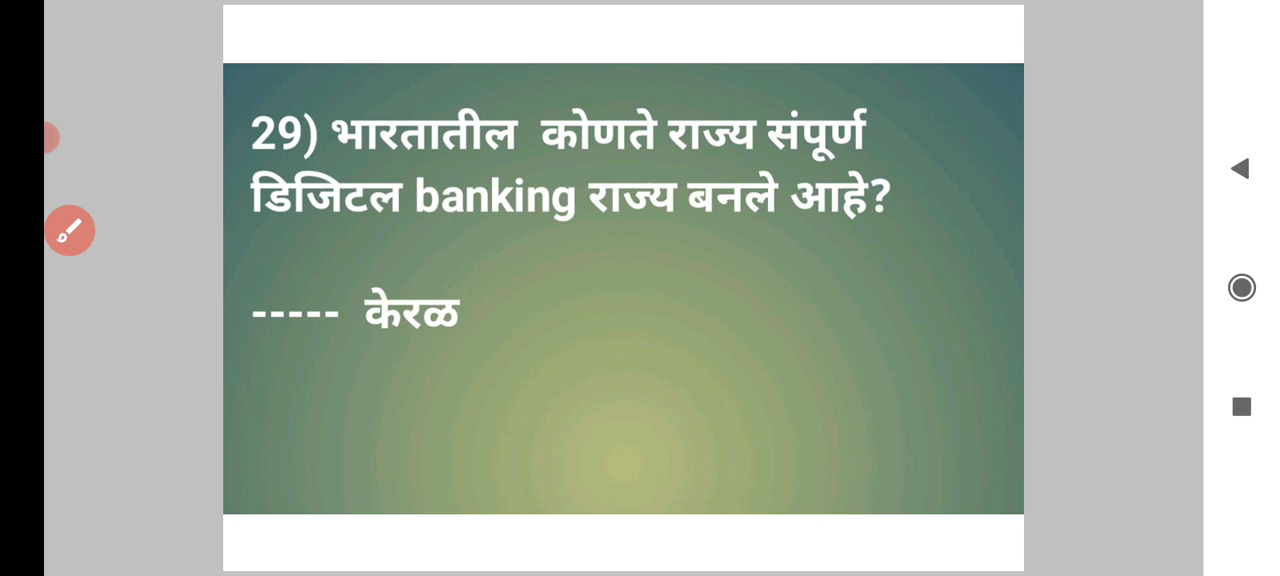 29) भारतातील कोणते राज्य संपूर्ण
डिजिटल banking राज्य बनले आहे?
----- केरळ